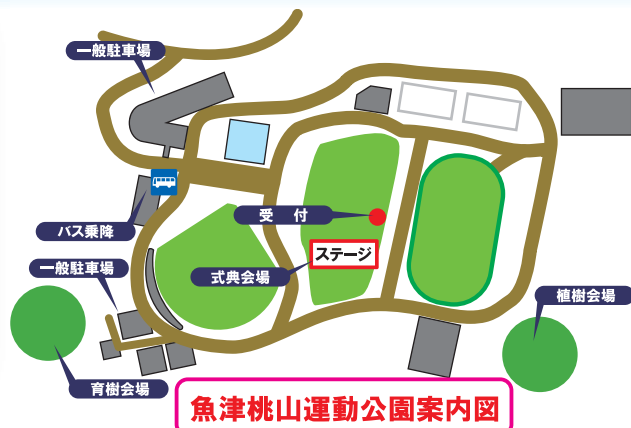 一般駐車場
受 付
ステージ
バス乗降
一般駐車場
式典会場
植樹会場
育樹会場
魚津桃山運動公園案内図